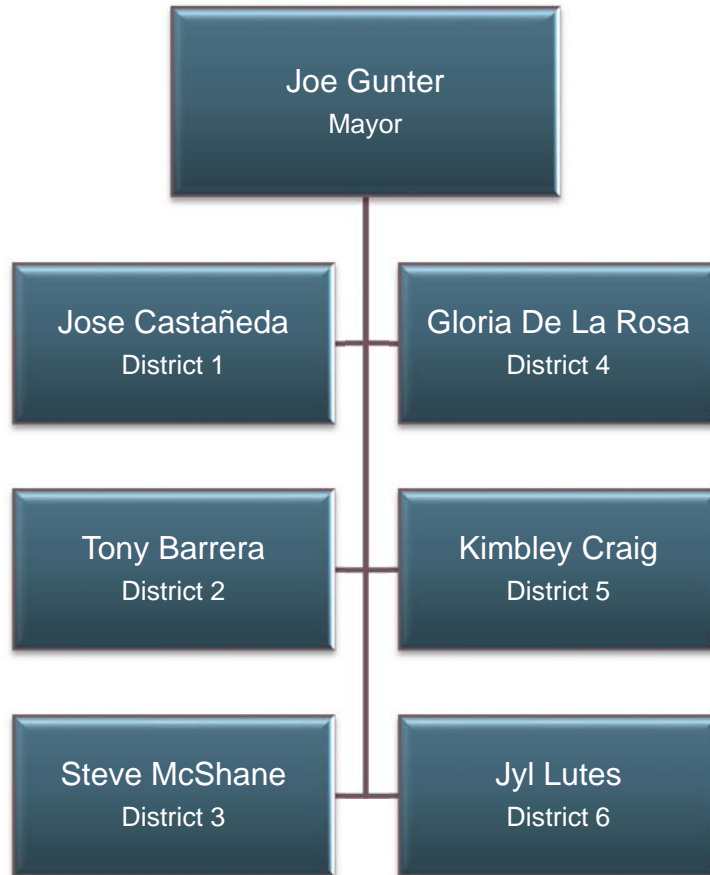 Joe Gunter
Mayor
Jose Castañeda
District 1
Gloria De La Rosa
District 4
Tony Barrera
District 2
Kimbley Craig
District 5
Steve McShane
District 3
Jyl Lutes
District 6